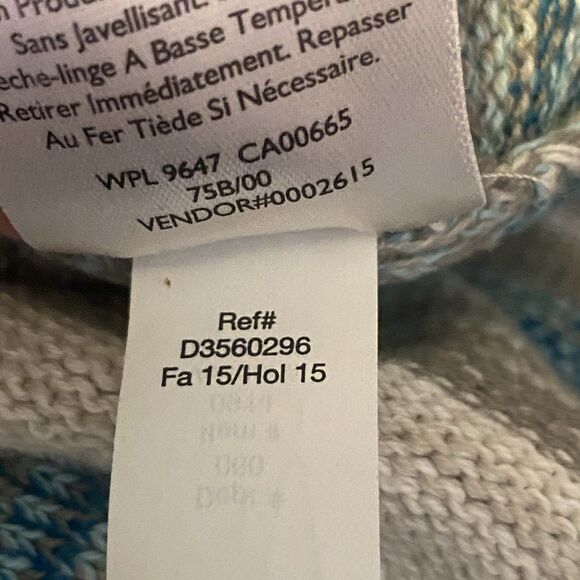 Sans Javellisant
Sèche-linge A Basse
Retirer Immédiatement. Repasser
Au Fer Tiède Si Nécessaire.
WPL 9647 CA00665
75B/00
VENDOR#0002615
Ref#
D3560296
Fa 15/Hol 15